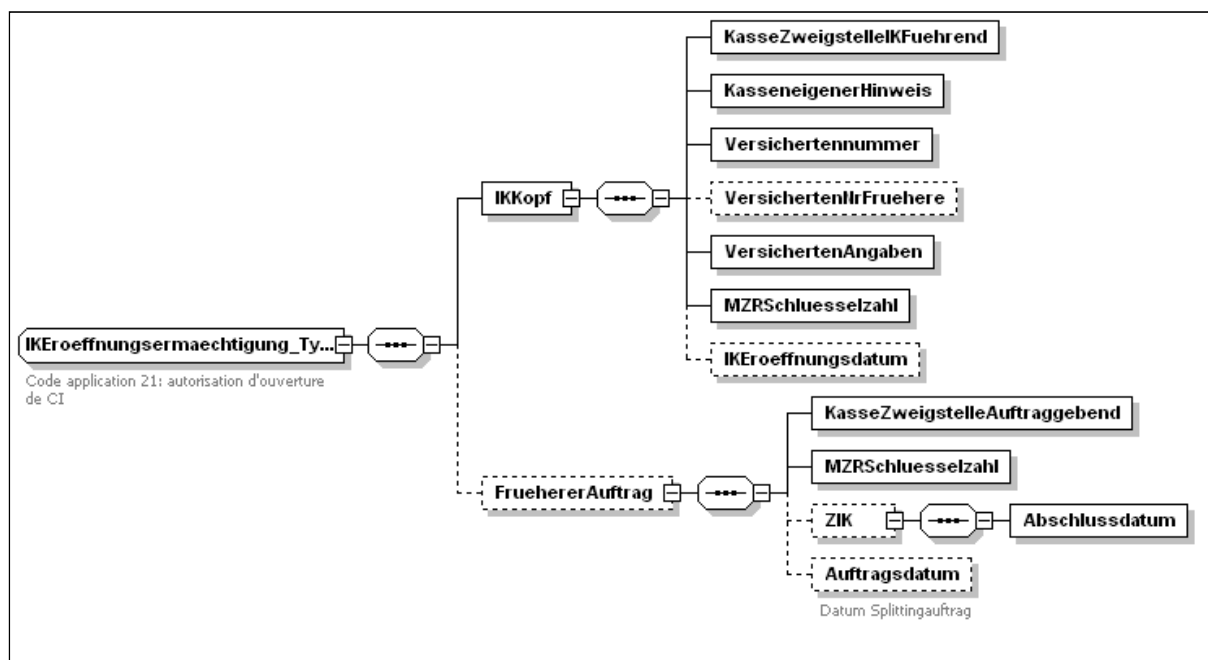 KasseZweigstelleIKFuehrend
KasseneigenerHinweis
Versichertennummer
IKKopf
VersichertenNrFruehere
VersichertenAngaben
MZRSchluesselzahl
IKEroeffnungsermaechtigung_Ty...
IKEroeffnungsdatum
Code application 21: autorisation d'ouverture
de CI
KasseZweigstelleAuftraggebend
MZRSchluesselzahl
FruehererAuftrag
ZIK
Abschlussdatum
Auftragsdatum
Datum Splittingauftrag